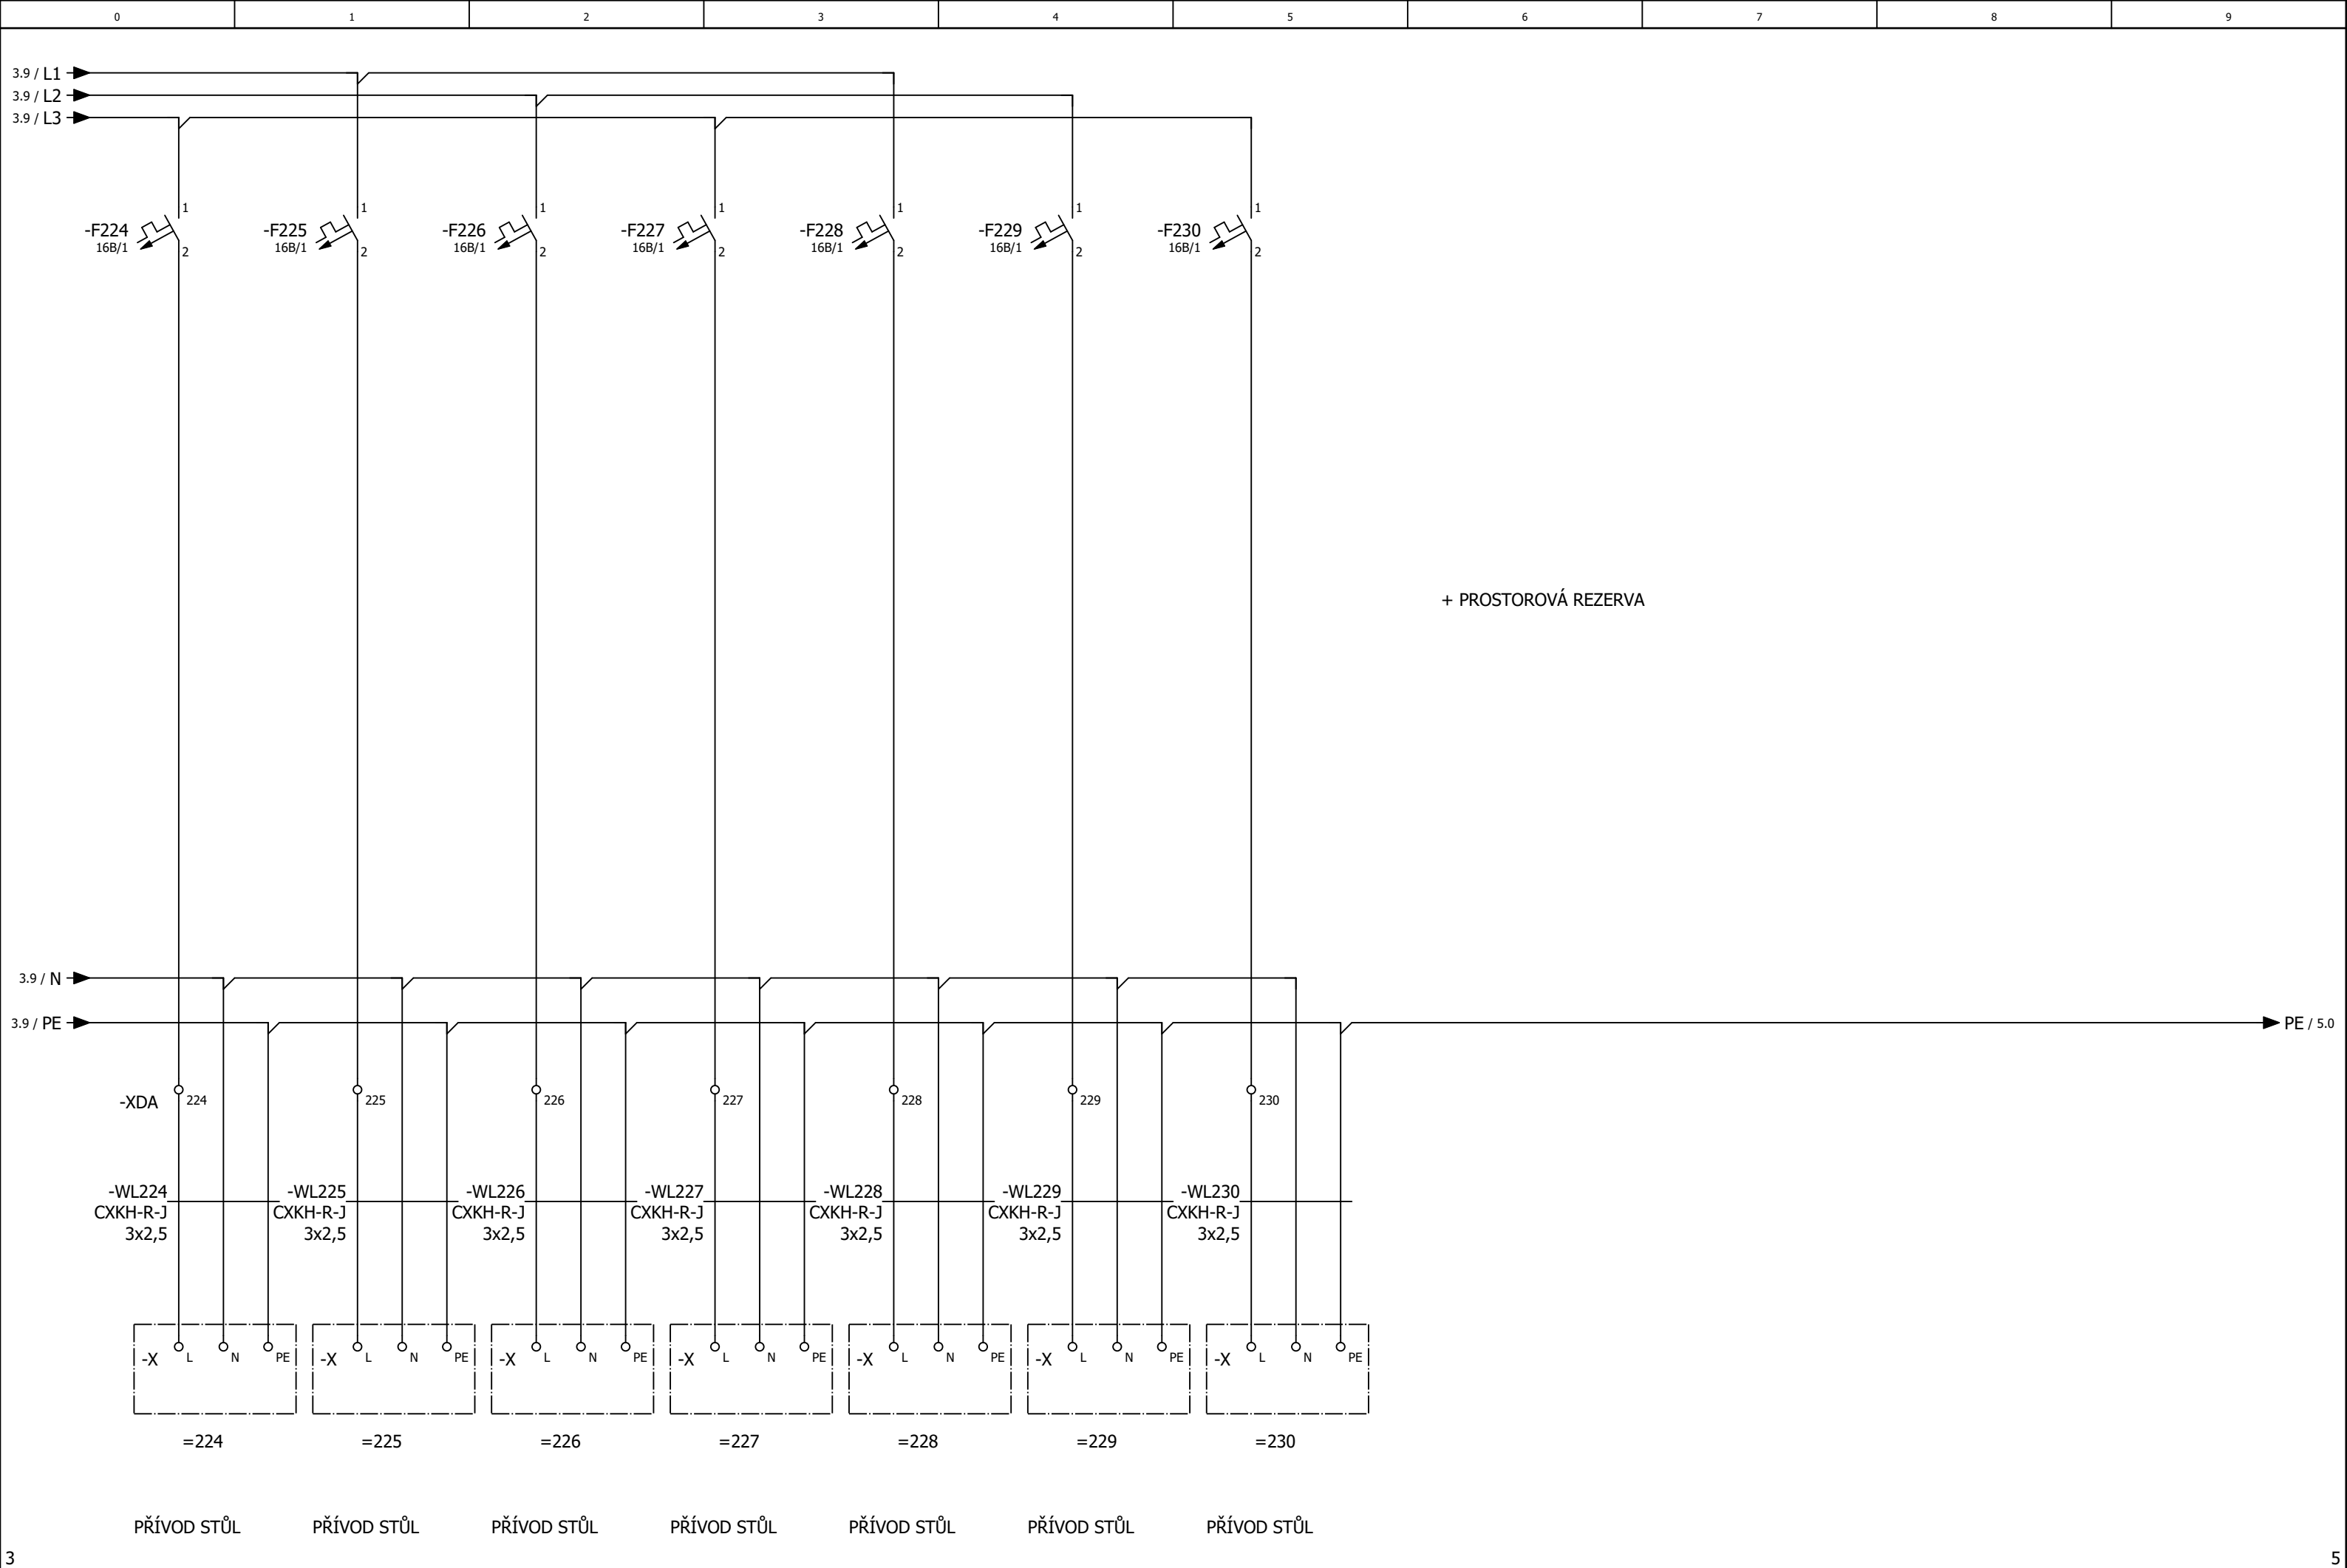 0 1 2 3 4 5 6 7 8 9
3.9 / L1
3.9 / L2
3.9 / L3
1 1 1 1 1 1 1
-F224 -F225 -F226 -F227 -F228 -F229 -F230
16B/1 16B/1 16B/1 16B/1 16B/1 16B/1 16B/1
2 2 2 2 2 2 2
+ PROSTOROVÁ REZERVA
3.9 / N
3.9 / PE PE / 5.0
-XDA 224 225 226 227 228 229 230
-WL224 -WL225 -WL226 -WL227 -WL228 -WL229 -WL230
CXKH-R-J CXKH-R-J CXKH-R-J CXKH-R-J CXKH-R-J CXKH-R-J CXKH-R-J
3x2,5 3x2,5 3x2,5 3x2,5 3x2,5 3x2,5 3x2,5
-X L N PE -X L N PE -X L N PE -X L N PE -X L N PE -X L N PE -X L N PE
=224 =225 =226 =227 =228 =229 =230
PŘÍVOD STŮL PŘÍVOD STŮL PŘÍVOD STŮL PŘÍVOD STŮL PŘÍVOD STŮL PŘÍVOD STŮL PŘÍVOD STŮL
3 5